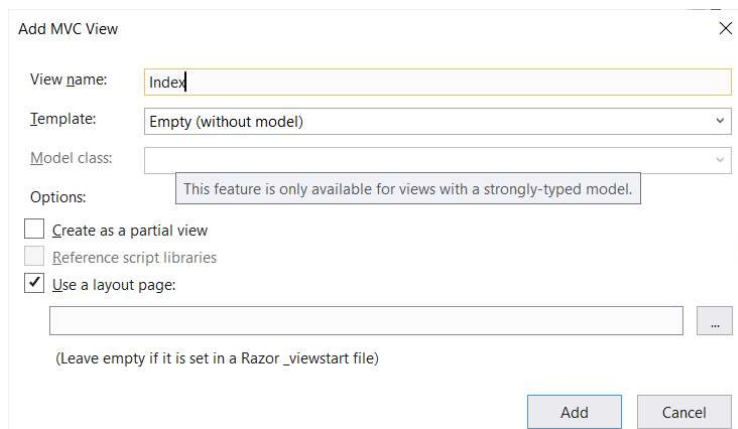 Add MVC View
View name: Index
Template: Empty (without model)
Model class:
This feature is only available for views with a strongly-typed model.
Options:
Create as a partial view
Reference script libraries
Use a layout page:
...
(Leave empty if it is set in a Razor _viewstart file)
Add Cancel